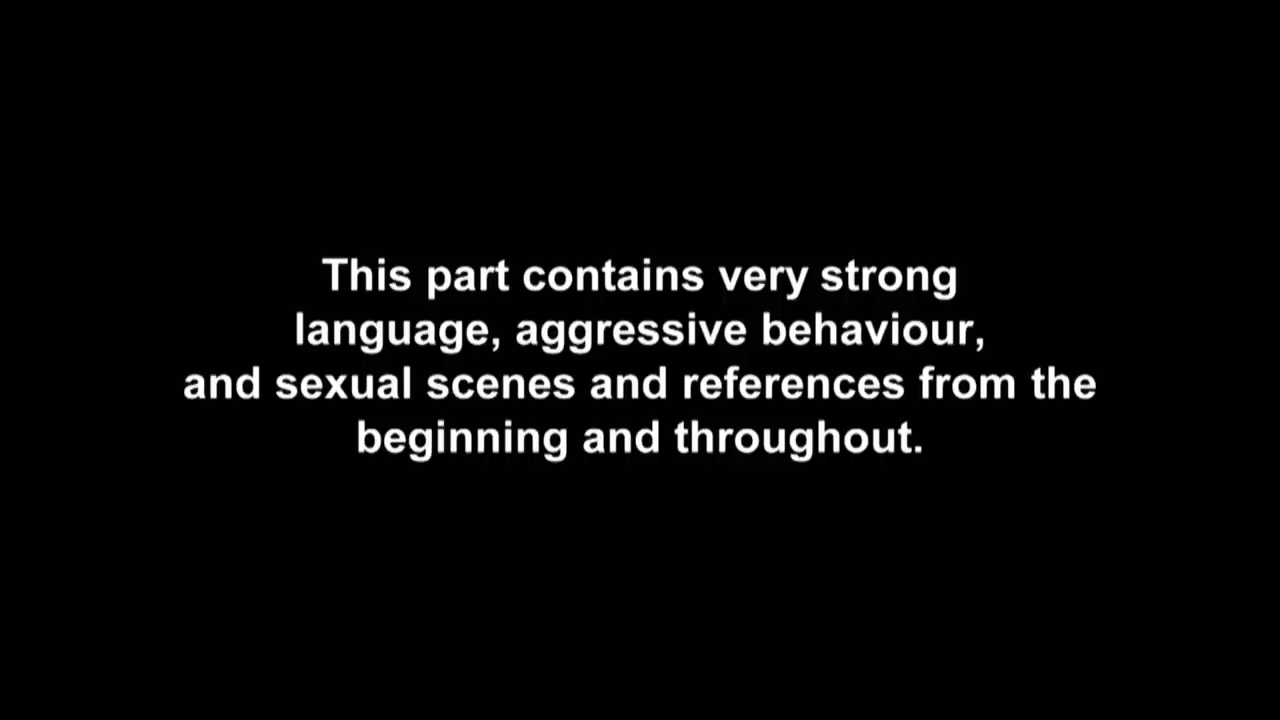 This part contains very strong
language, aggressive behaviour,
and sexual scenes and references from the
beginning and throughout.